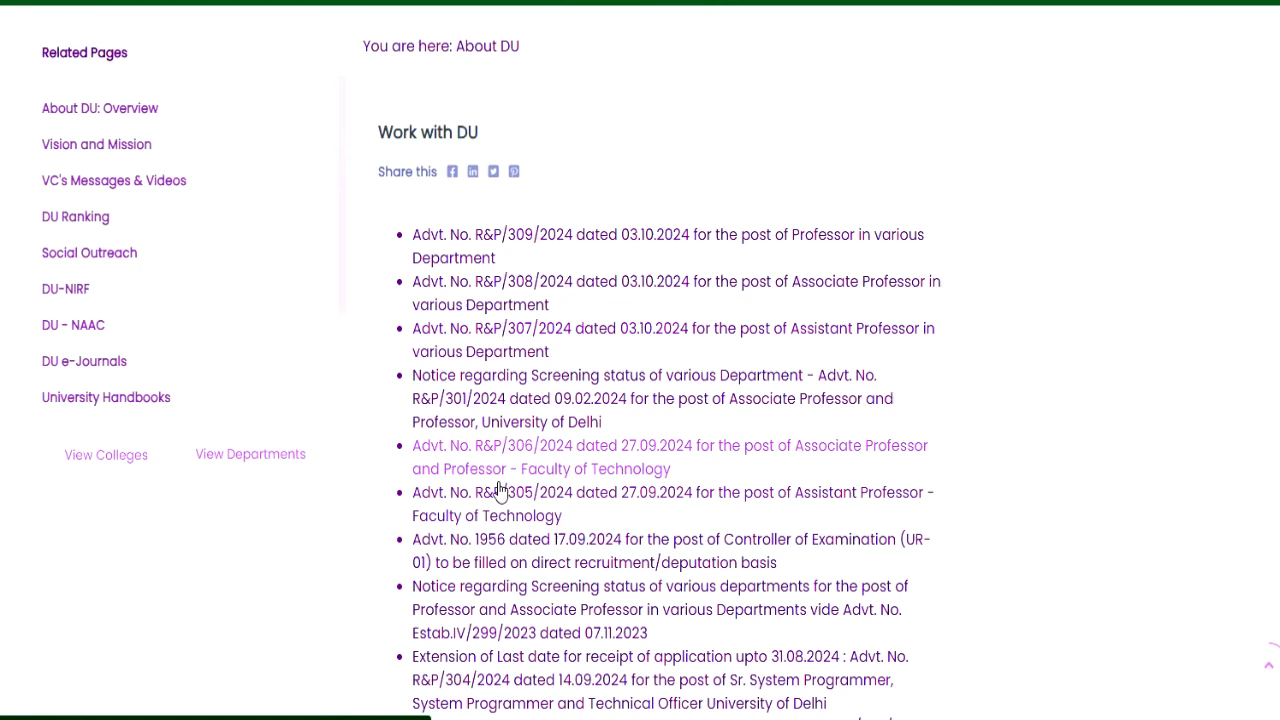 Related Pages
You are here: About DU
About DU: Overview
Vision and Mission
VC's Messages & Videos
DU Ranking
Social Outreach
DU-NIRF
DU - NAAC
DU e-Journals
University Handbooks
View Colleges
View Departments
Work with DU
Share this
Advt. No. R&P/309/2024 dated 03.10.2024 for the post of Professor in various
Department
Advt. No. R&P/308/2024 dated 03.10.2024 for the post of Associate Professor in
various Department
Advt. No. R&P/307/2024 dated 03.10.2024 for the post of Assistant Professor in
various Department
Notice regarding Screening status of various Department - Advt. No.
R&P/301/2024 dated 09.02.2024 for the post of Associate Professor and
Professor, University of Delhi
Advt. No. R&P/306/2024 dated 27.09.2024 for the post of Associate Professor
and Professor - Faculty of Technology
Advt. No. R&P/305/2024 dated 27.09.2024 for the post of Assistant Professor -
Faculty of Technology
Advt. No. 1956 dated 17.09.2024 for the post of Controller of Examination (UR-
01) to be filled on direct recruitment/deputation basis
Notice regarding Screening status of various departments for the post of
Professor and Associate Professor in various Departments vide Advt. No.
Estab.IV/299/2023 dated 07.11.2023
Extension of Last date for receipt of application upto 31.08.2024 : Advt. No.
R&P/304/2024 dated 14.09.2024 for the post of Sr. System Programmer,
System Programmer and Technical Officer University of Delhi